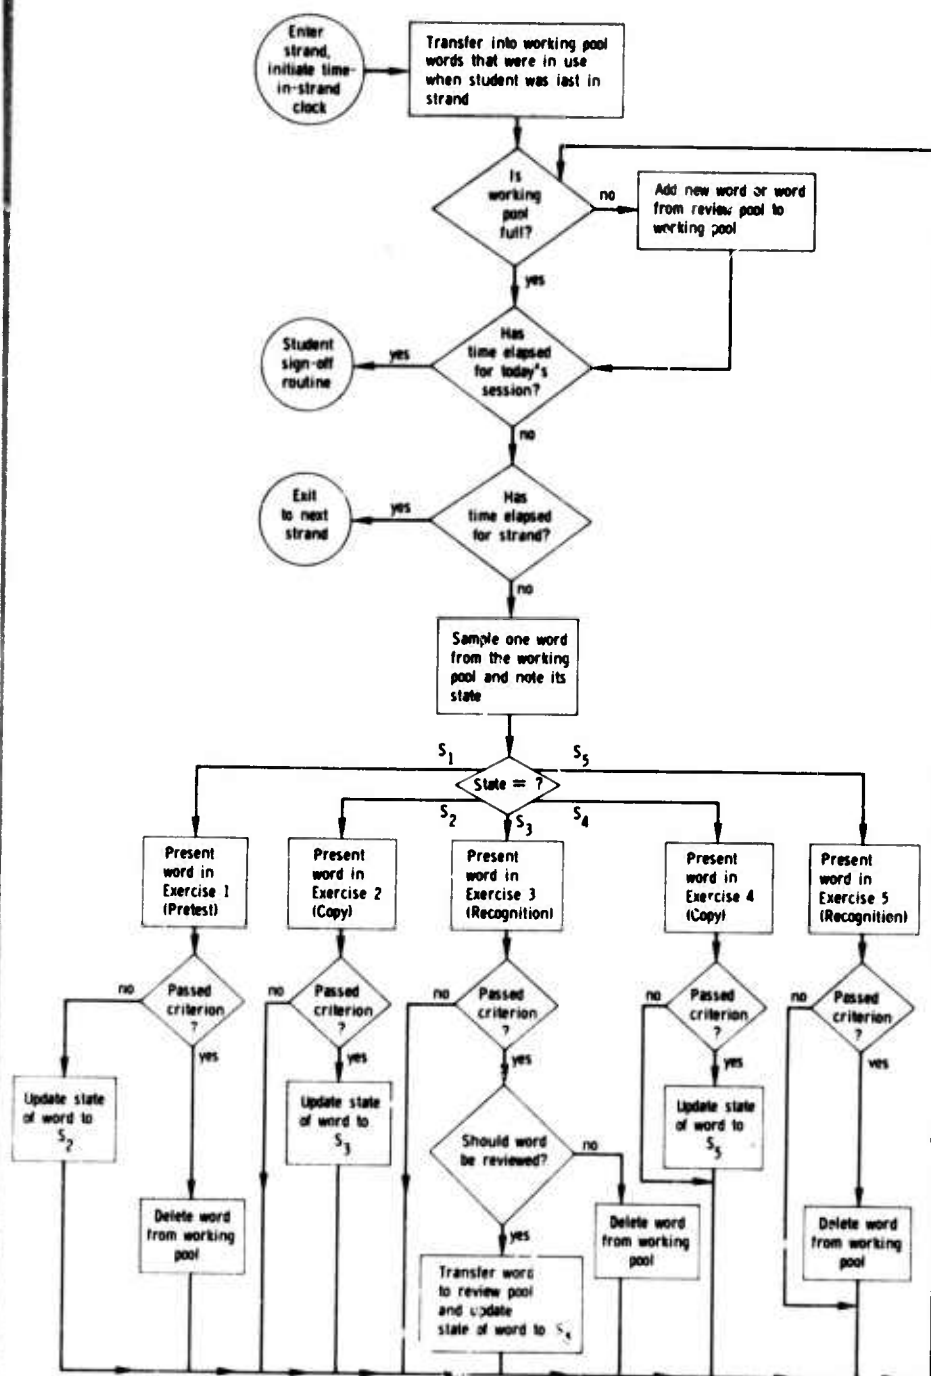 Enter
strand,
initiate time-
in-strand
clock
Transfer into working pool
words that were in use
when student was last in
strand
Is
working
pool
full?
no
Add new word or word
from review pool to
working pool
yes
Has
time elapsed
for today's
session?
yes
Student
sign-off
routine
no
Has
time elapsed
for strand?
yes
Exit
to next
strand
no
Sample one word
from the working
pool and note its
state
State = ?
S1
S2
S3
S4
S5
Present
word in
Exercise 1
(Pretest)
Present
word in
Exercise 2
(Copy)
Present
word in
Exercise 3
(Recognition)
Present
word in
Exercise 4
(Copy)
Present
word in
Exercise 5
(Recognition)
no
Passed
criterion
?
yes
no
Passed
criterion
?
yes
no
Passed
criterion
?
yes
no
Passed
criterion
?
yes
no
Passed
criterion
?
yes
Update state
of word to
S2
Update state
of word to
S3
Should word
be reviewed?
no
yes
Update state
of word to
S5
Delete word
from working
pool
Delete word
from working
pool
Delete word
from working
pool
Transfer word
to review pool
and update
state of word to